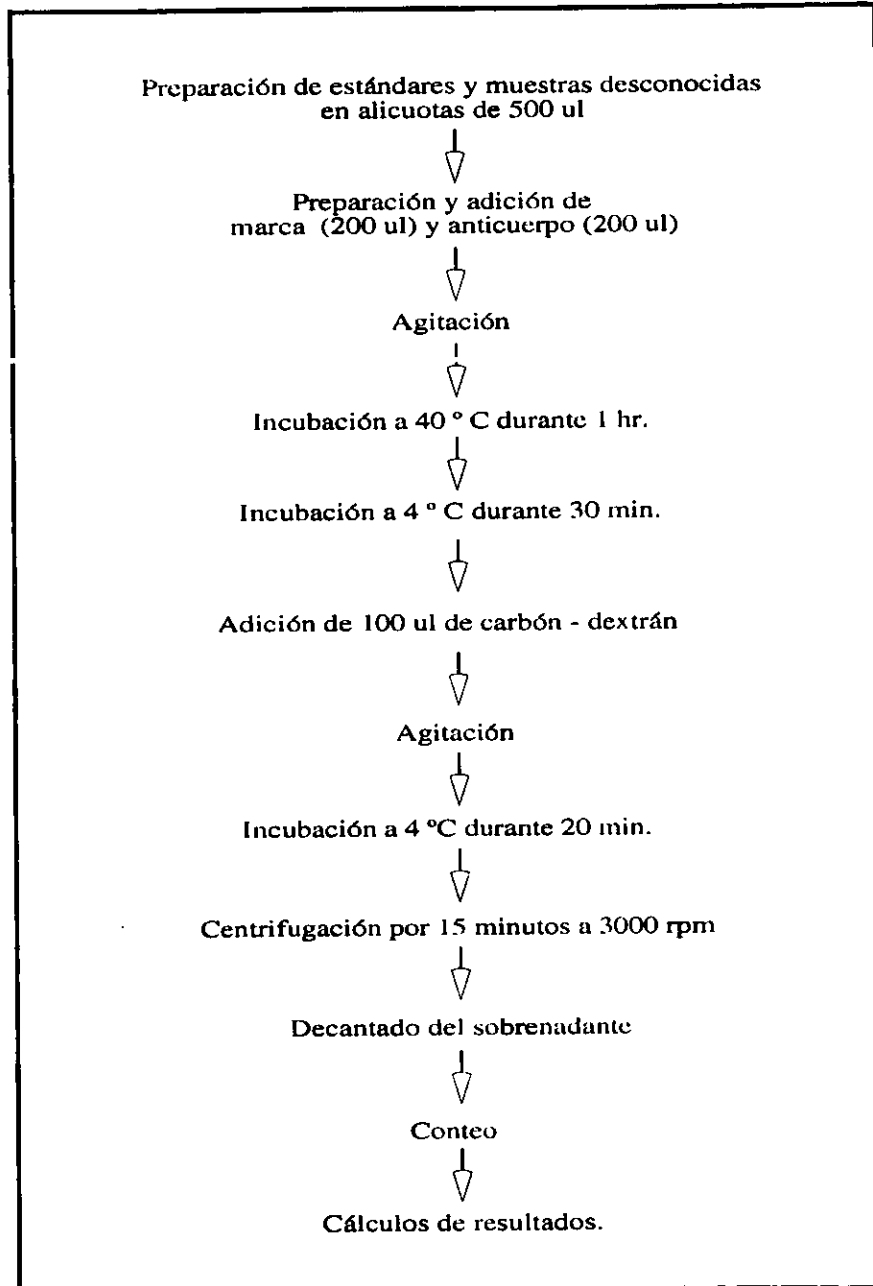 Preparación de estándares y muestras desconocidas
en alicuotas de 500 ul
Preparación y adición de
marca (200 ul) y anticuerpo (200 ul)
Agitación
Incubación a 40 º C durante 1 hr.
Incubación a 4 º C durante 30 min.
Adición de 100 ul de carbón - dextrán
Agitación
Incubación a 4 ºC durante 20 min.
Centrifugación por 15 minutos a 3000 rpm
Decantado del sobrenadante
Conteo
Cálculos de resultados.